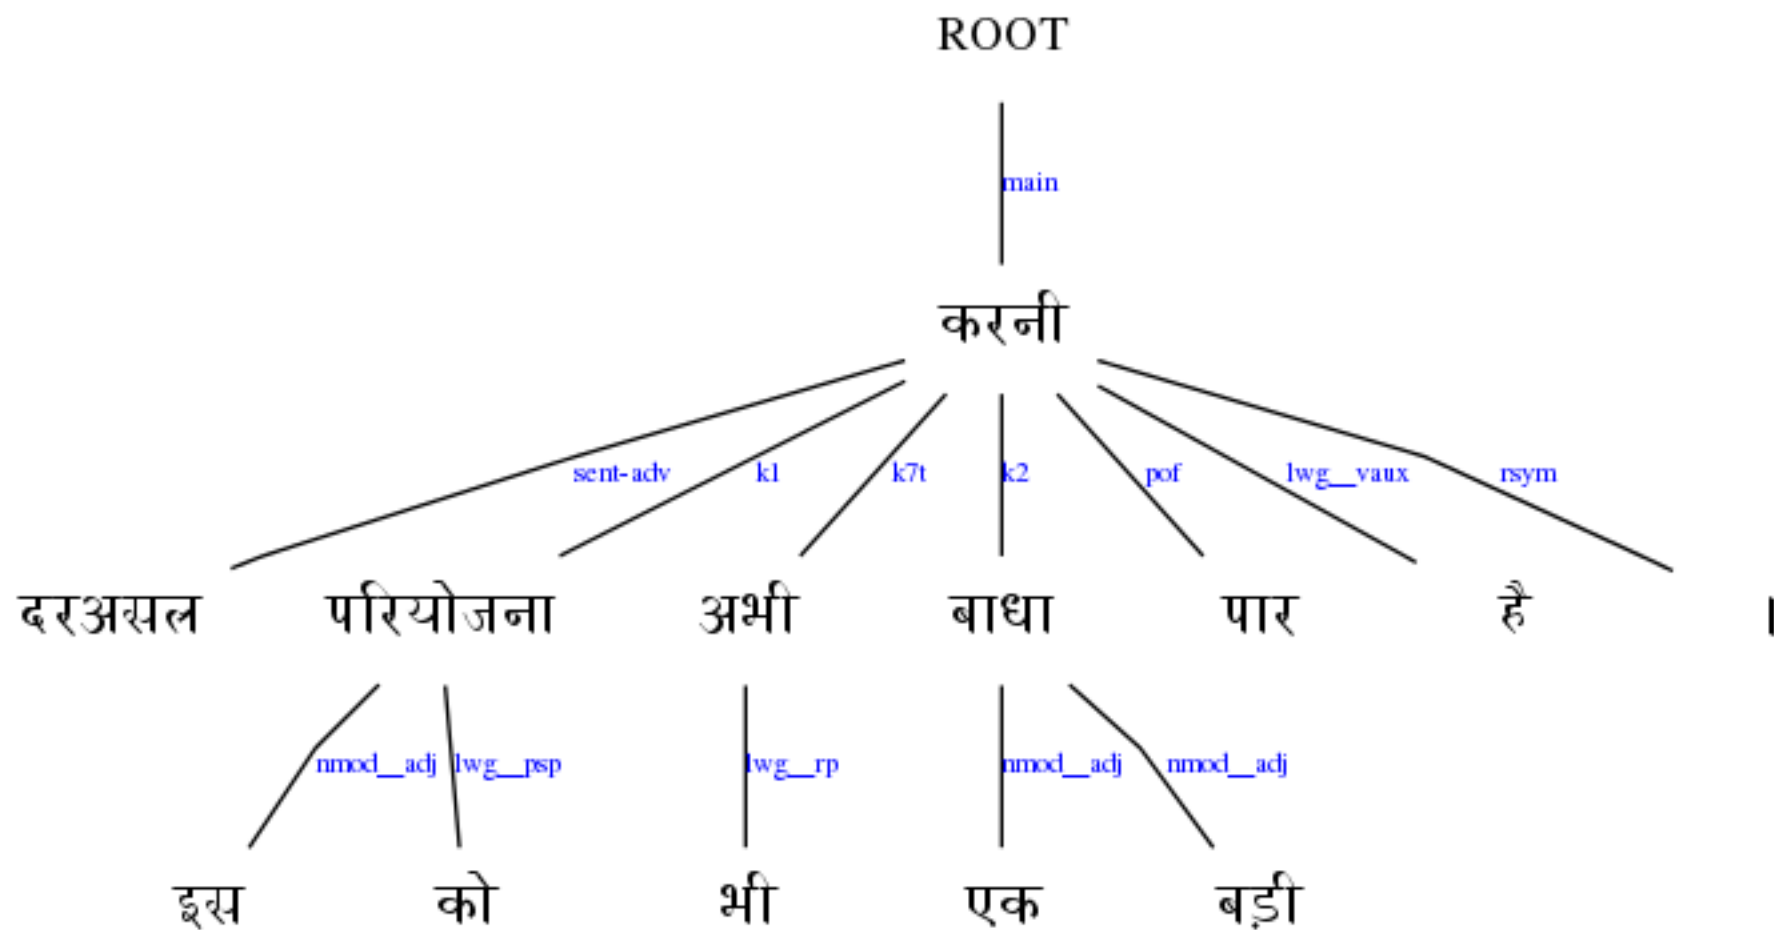 ROOT
main
करनी
sent-adv k1 k7t k2 pof lwg__vaux rsym
दरअसल परियोजना अभी बाधा पार है ।
nmod__adj lwg__psp lwg__rp nmod__adj nmod__adj
इस को भी एक बड़ी